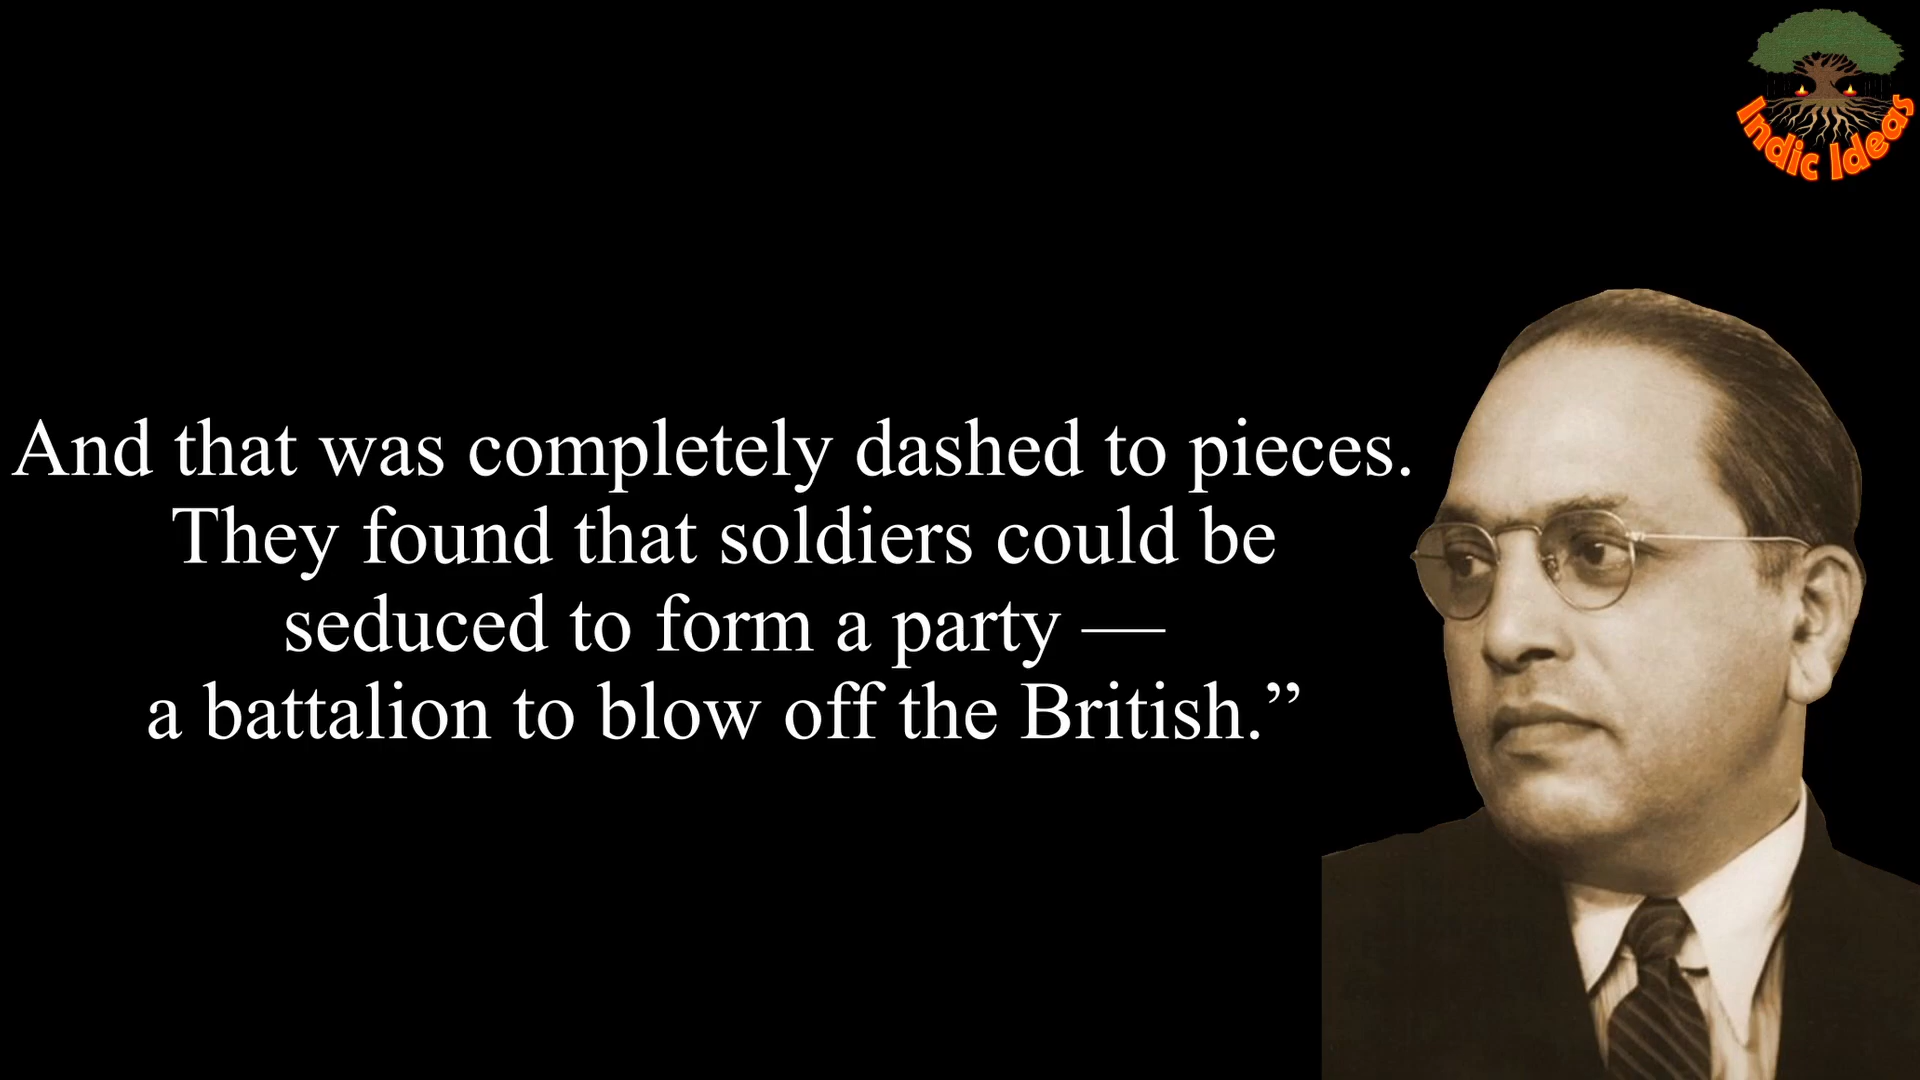 Indic Ideas
And that was completely dashed to pieces.
They found that soldiers could be
seduced to form a party —
a battalion to blow off the British.”